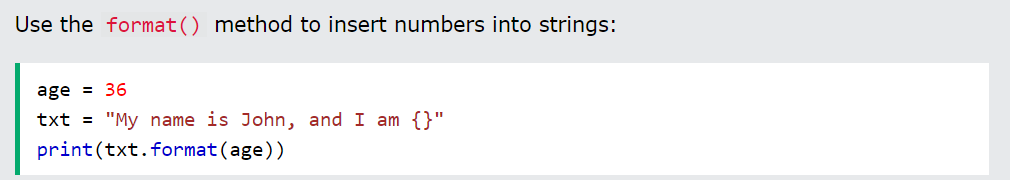 Use the format() method to insert numbers into strings:
age = 36
txt = "My name is John, and I am {}"
print(txt.format(age))